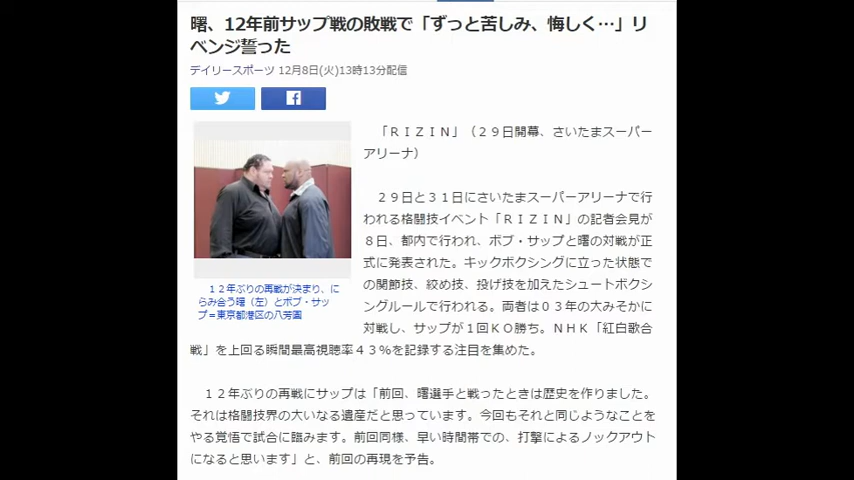 曙、12年前サップ戦の敗戦で「ずっと苦しみ、悔しく…」リ
ベンジ誓った
デイリースポーツ 12月8日(火)13時13分配信
「ＲＩＺＩＮ」（２９日開幕、さいたまスーパー
アリーナ）
２９日と３１日にさいたまスーパーアリーナで行
われる格闘技イベント「ＲＩＺＩＮ」の記者会見が
８日、都内で行われ、ボブ・サップと曙の対戦が正
式に発表された。キックボクシングに立った状態で
の関節技、絞め技、投げ技を加えたシュートボクシ
ングルールで行われる。両者は０３年の大みそかに
対戦し、サップが１回ＫＯ勝ち。ＮＨＫ「紅白歌合
戦」を上回る瞬間最高視聴率４３％を記録する注目を集めた。
１２年ぶりの再戦が決まり、に
らみ合う曙（左）とボブ・サッ
プ＝東京都港区の八芳園
１２年ぶりの再戦にサップは「前回、曙選手と戦ったときは歴史を作りました。
それは格闘技界の大いなる遺産だと思っています。今回もそれと同じようなことを
やる覚悟で試合に臨みます。前回同様、早い時間帯での、打撃によるノックアウト
になると思います」と、前回の再現を予告。